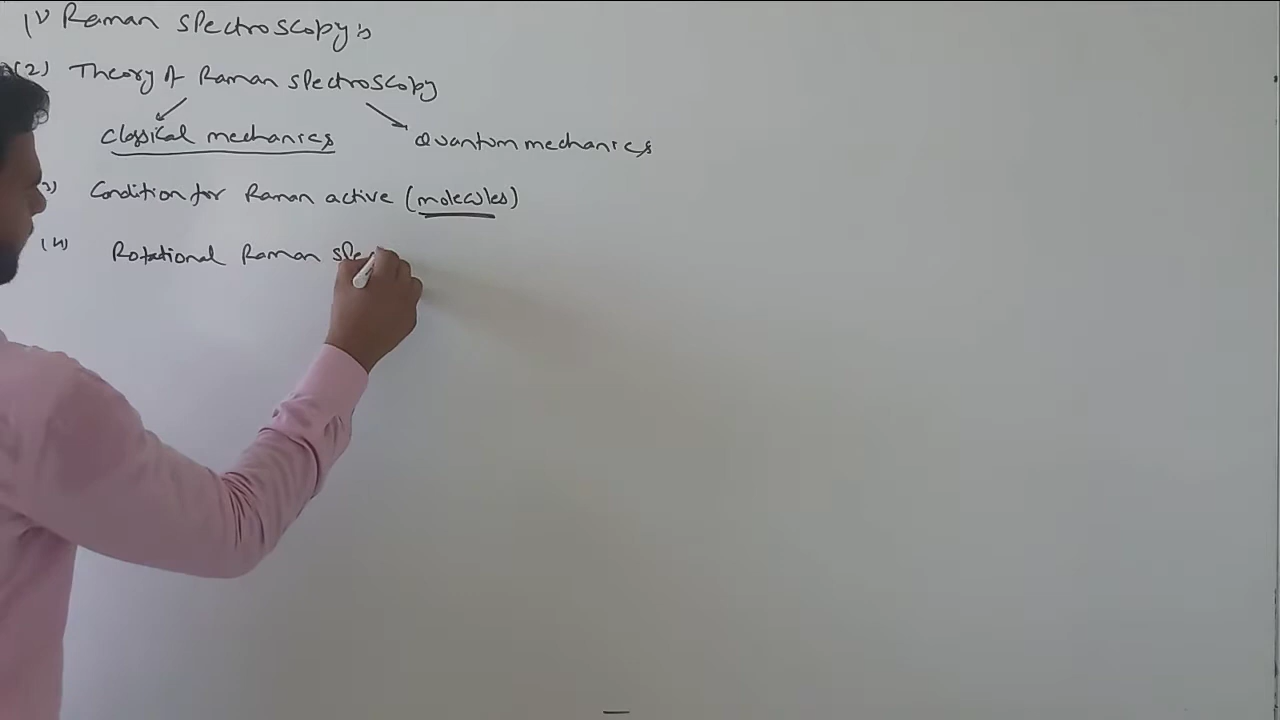 (1) Raman spectroscopy:
(2) Theory of Raman spectroscopy
classical mechanics Quantum mechanics
3) Condition for Raman active (molecules)
(4) Rotational Raman spe